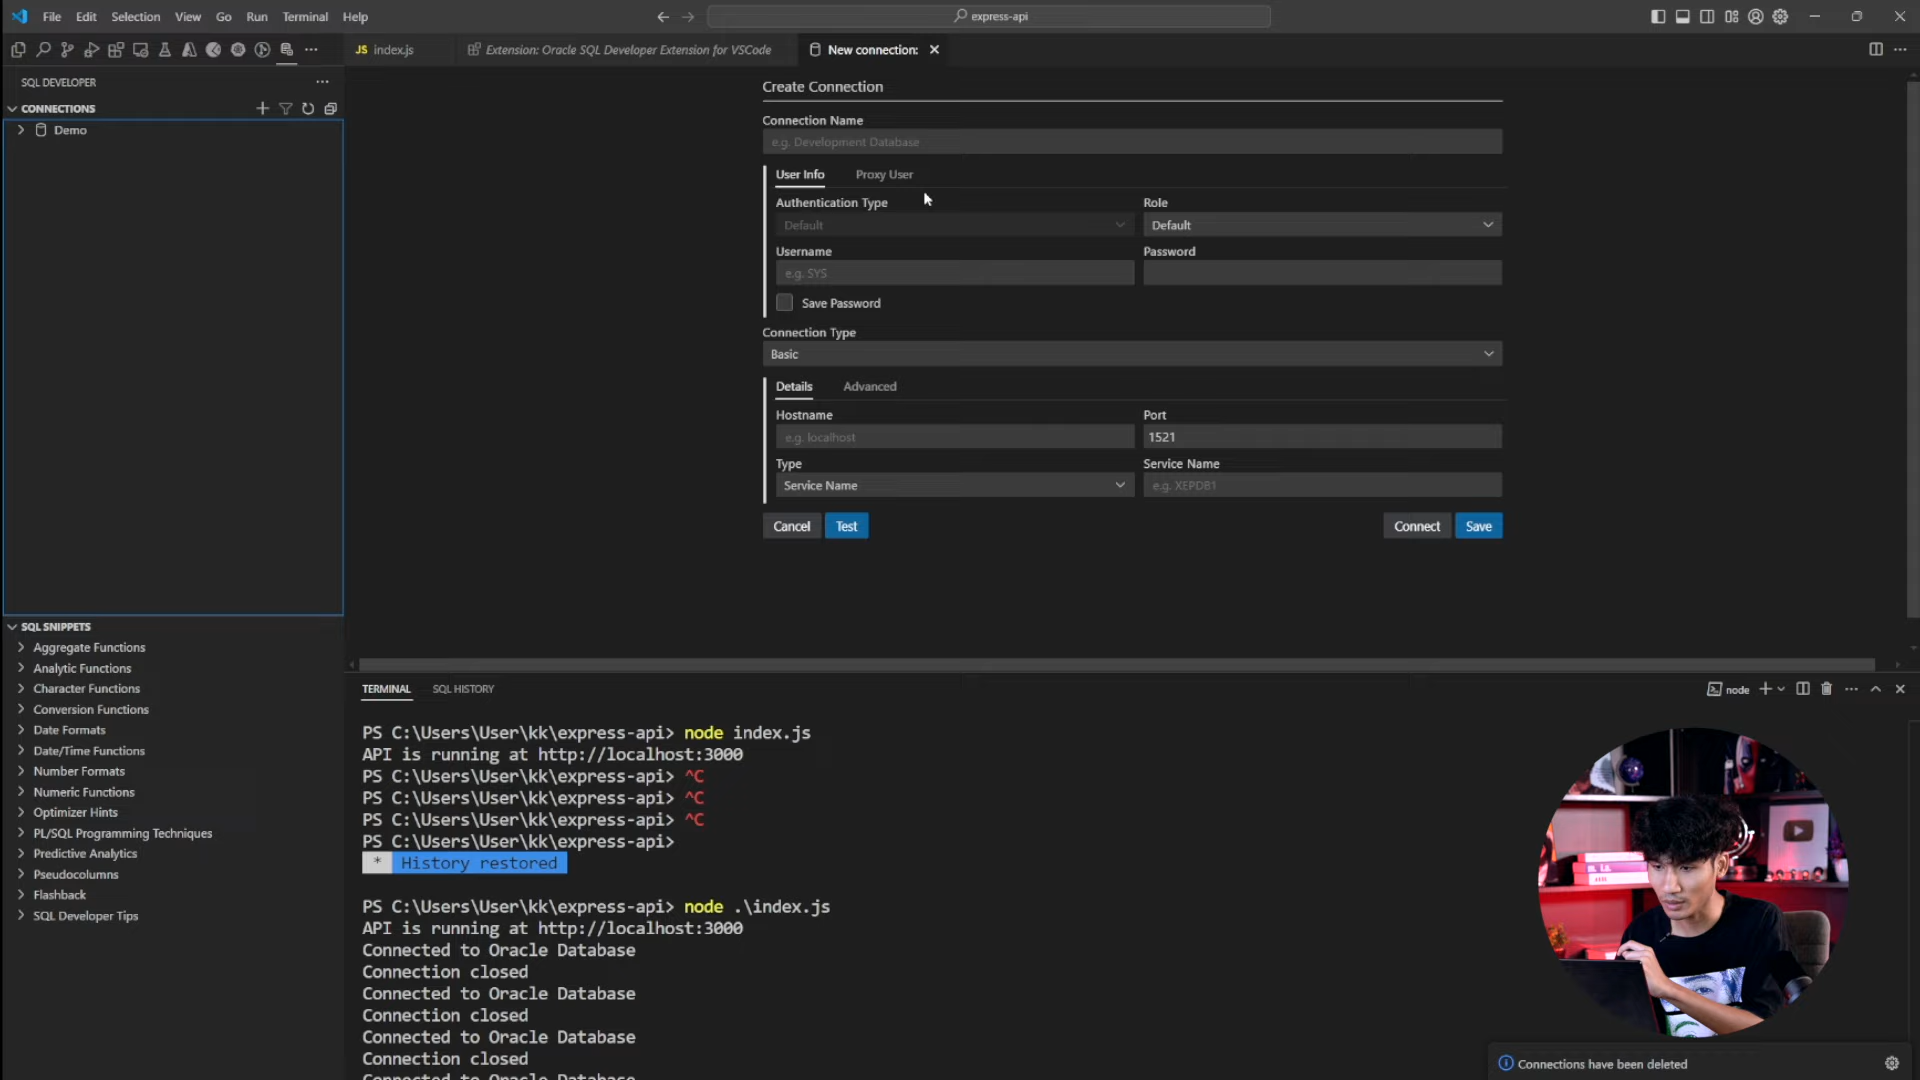 File Edit Selection View Go Run Terminal Help
express-api
JS index.js
Extension: Oracle SQL Developer Extension for VSCode
New connection:
SQL DEVELOPER
CONNECTIONS
Demo
Create Connection
Connection Name
e.g. Development Database
User Info Proxy User
Authentication Type Role
Default Default
Username Password
e.g. SYS
Save Password
Connection Type
Basic
Details Advanced
Hostname Port
e.g. localhost 1521
Type Service Name
Service Name e.g. XEPDB1
Cancel Test Connect Save
SQL SNIPPETS
Aggregate Functions
Analytic Functions
Character Functions
Conversion Functions
Date Formats
Date/Time Functions
Number Formats
Numeric Functions
Optimizer Hints
PL/SQL Programming Techniques
Predictive Analytics
Pseudocolumns
Flashback
SQL Developer Tips
TERMINAL SQL HISTORY
node
PS C:\Users\User\kk\express-api> node index.js
API is running at http://localhost:3000
PS C:\Users\User\kk\express-api> ^C
PS C:\Users\User\kk\express-api> ^C
PS C:\Users\User\kk\express-api> ^C
PS C:\Users\User\kk\express-api>
* History restored
PS C:\Users\User\kk\express-api> node .\index.js
API is running at http://localhost:3000
Connected to Oracle Database
Connection closed
Connected to Oracle Database
Connection closed
Connected to Oracle Database
Connection closed
Connected to Oracle Database
Connections have been deleted